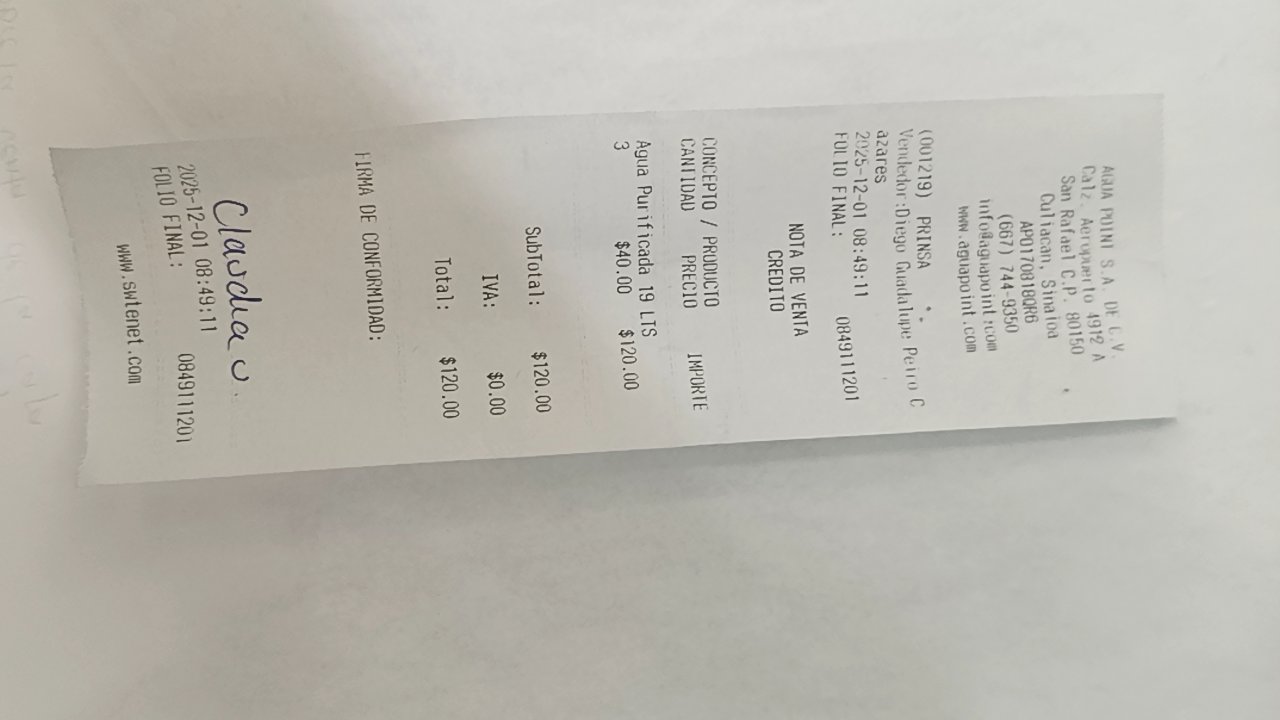 AGUA POINT S.A. DE C.V.
Calz. Aeropuerto 4912 A
San Rafael C.P. 80150
Culiacan, Sinaloa
APO170818QR6
(667) 744-9350
info@aguapoint.com
www.aguapoint.com
(001219) PRINSA
Vendedor:Diego Guadalupe Peiro C
azares
2025-12-01 08:49:11
FOLIO FINAL: 0849111201
NOTA DE VENTA
CREDITO
CONCEPTO / PRODUCTO
CANTIDAD PRECIO IMPORTE
Agua Purificada 19 LTS
3 $40.00 $120.00
SubTotal: $120.00
IVA: $0.00
Total: $120.00
FIRMA DE CONFORMIDAD:
Claudia U.
2025-12-01 08:49:11
FOLIO FINAL: 0849111201
www.swtenet.com